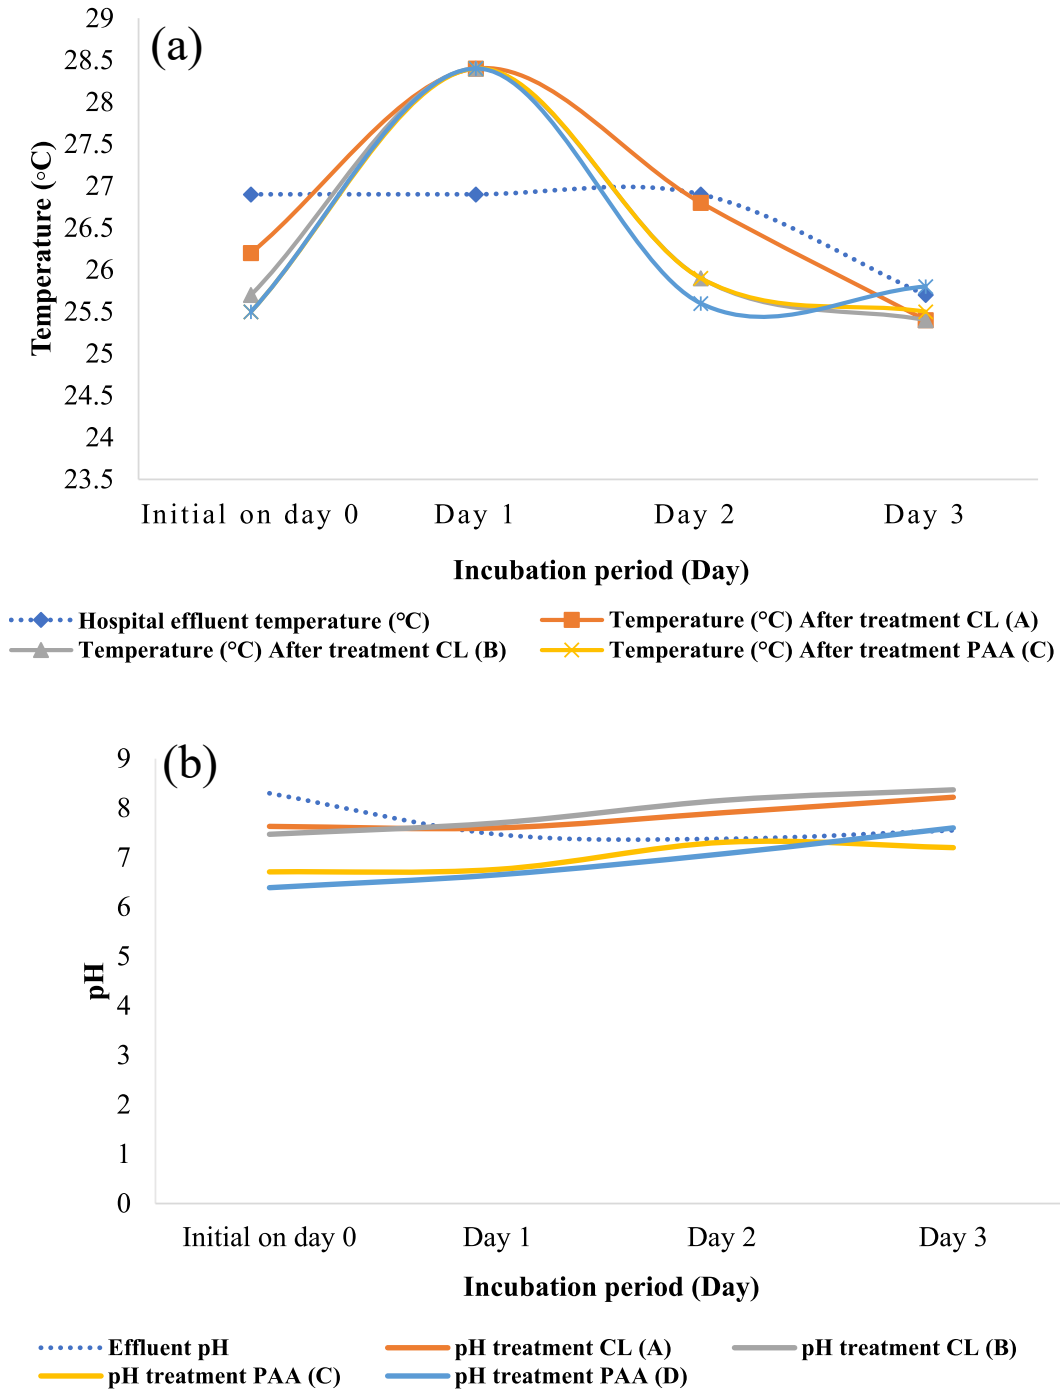 (a)
29
28.5
28
27.5
27
26.5
26
25.5
25
24.5
24
23.5
Temperature (◦C)
Initial on day 0 Day 1 Day 2 Day 3
Incubation period (Day)
Hospital effluent temperature (°C) Temperature (°C) After treatment CL (A)
Temperature (°C) After treatment CL (B) Temperature (°C) After treatment PAA (C)
(b)
9
8
7
6
5
4
3
2
1
0
pH
Initial on day 0 Day 1 Day 2 Day 3
Incubation period (Day)
Effluent pH pH treatment CL (A) pH treatment CL (B)
pH treatment PAA (C) pH treatment PAA (D)